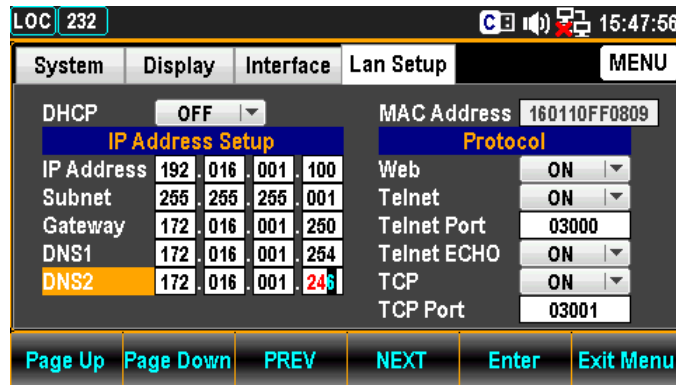 LOC 232 C 15:47:56
System Display Interface Lan Setup MENU
DHCP OFF MAC Address 160110FF0809
IP Address Setup Protocol
IP Address 192 . 016 . 001 . 100 Web ON
Subnet 255 . 255 . 255 . 001 Telnet ON
Gateway 172 . 016 . 001 . 250 Telnet Port 03000
DNS1 172 . 016 . 001 . 254 Telnet ECHO ON
DNS2 172 . 016 . 001 . 246 TCP ON
TCP Port 03001
Page Up Page Down PREV NEXT Enter Exit Menu